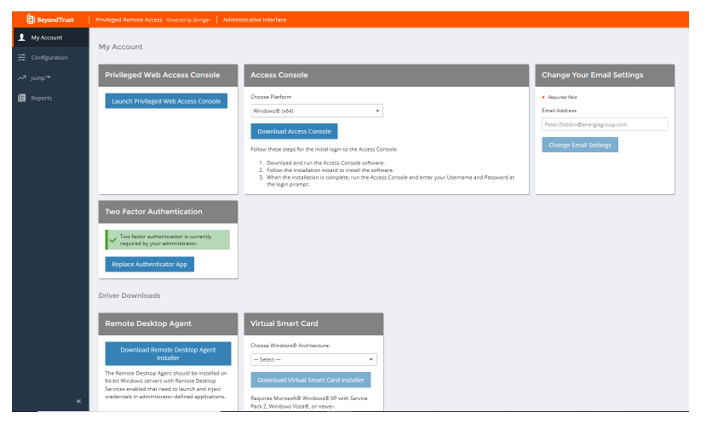 BeyondTrust
Privileged Remote Access Powered by Bomgar | Administrative Interface
My Account
Configuration
Jump™
Reports
My Account
Privileged Web Access Console
Launch Privileged Web Access Console
Access Console
Choose Platform
Windows® (x64)
Download Access Console
Follow these steps for the initial login to the Access Console:
1. Download and run the Access Console software.
2. Follow the installation wizard to install the software.
3. When the installation is complete, run the Access Console and enter your Username and Password at
the login prompt.
Change Your Email Settings
• Required field
Email Address
Peter.Dobbin@energiagroup.com
Change Email Settings
Two Factor Authentication
Two factor authentication is currently
required by your administrator.
Replace Authenticator App
Driver Downloads
Remote Desktop Agent
Download Remote Desktop Agent
Installer
The Remote Desktop Agent should be installed on
64-bit Windows servers with Remote Desktop
Services enabled that need to launch and inject
credentials in administrator-defined applications.
Virtual Smart Card
Choose Windows® Architecture:
--- Select ---
Download Virtual Smart Card Installer
Requires Microsoft® Windows® XP with Service
Pack 2, Windows Vista®, or newer.
«